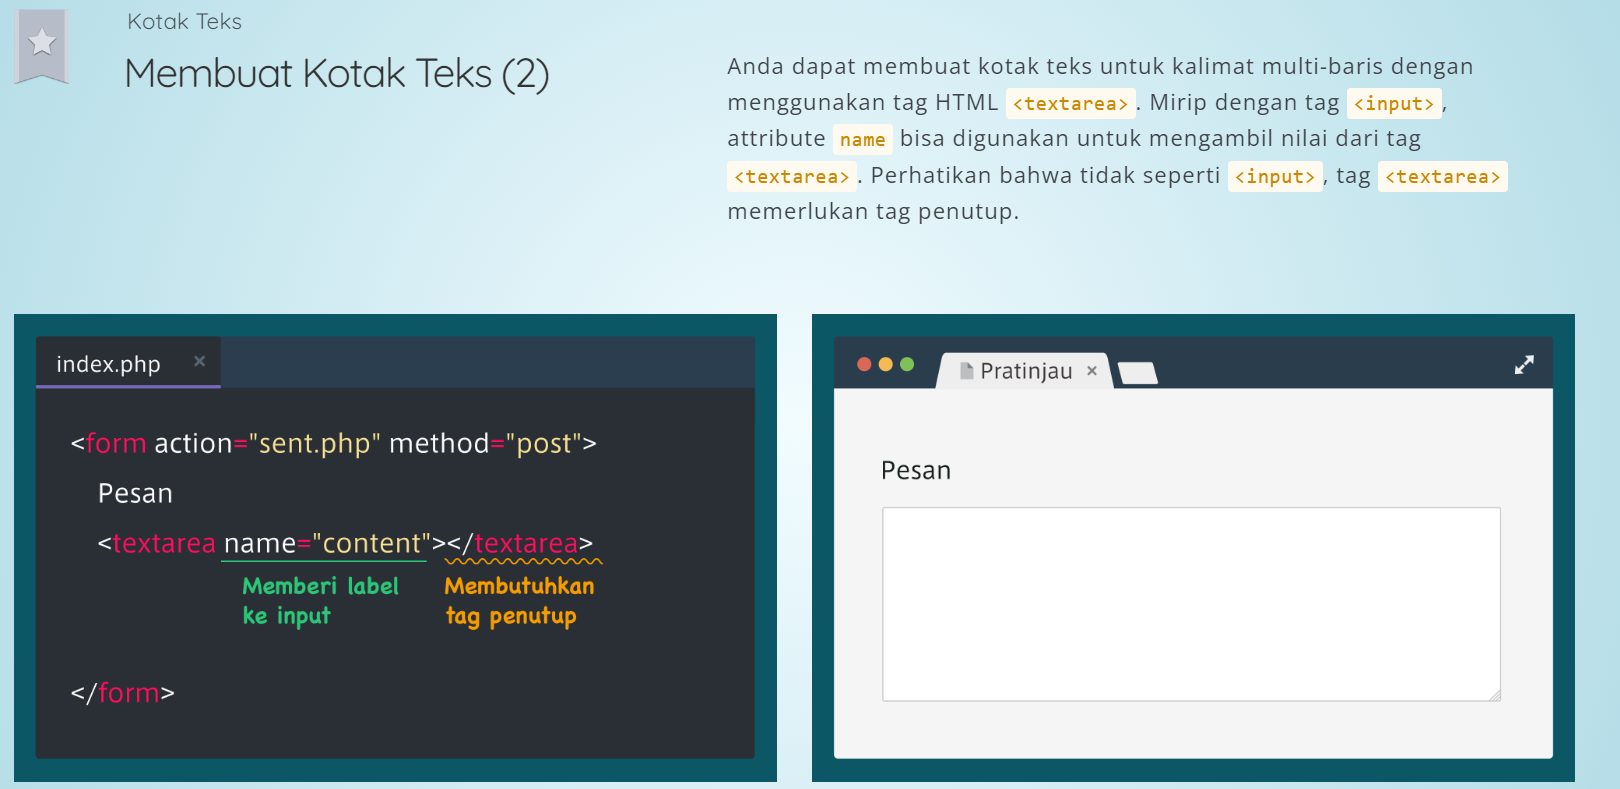 Kotak Teks
Membuat Kotak Teks (2)
Anda dapat membuat kotak teks untuk kalimat multi-baris dengan
menggunakan tag HTML <textarea>. Mirip dengan tag <input>,
attribute name bisa digunakan untuk mengambil nilai dari tag
<textarea>. Perhatikan bahwa tidak seperti <input>, tag <textarea>
memerlukan tag penutup.
index.php ×
<form action="sent.php" method="post">
Pesan
<textarea name="content"></textarea>
Memberi label
ke input
Membutuhkan
tag penutup
</form>
Pratinjau ×
Pesan